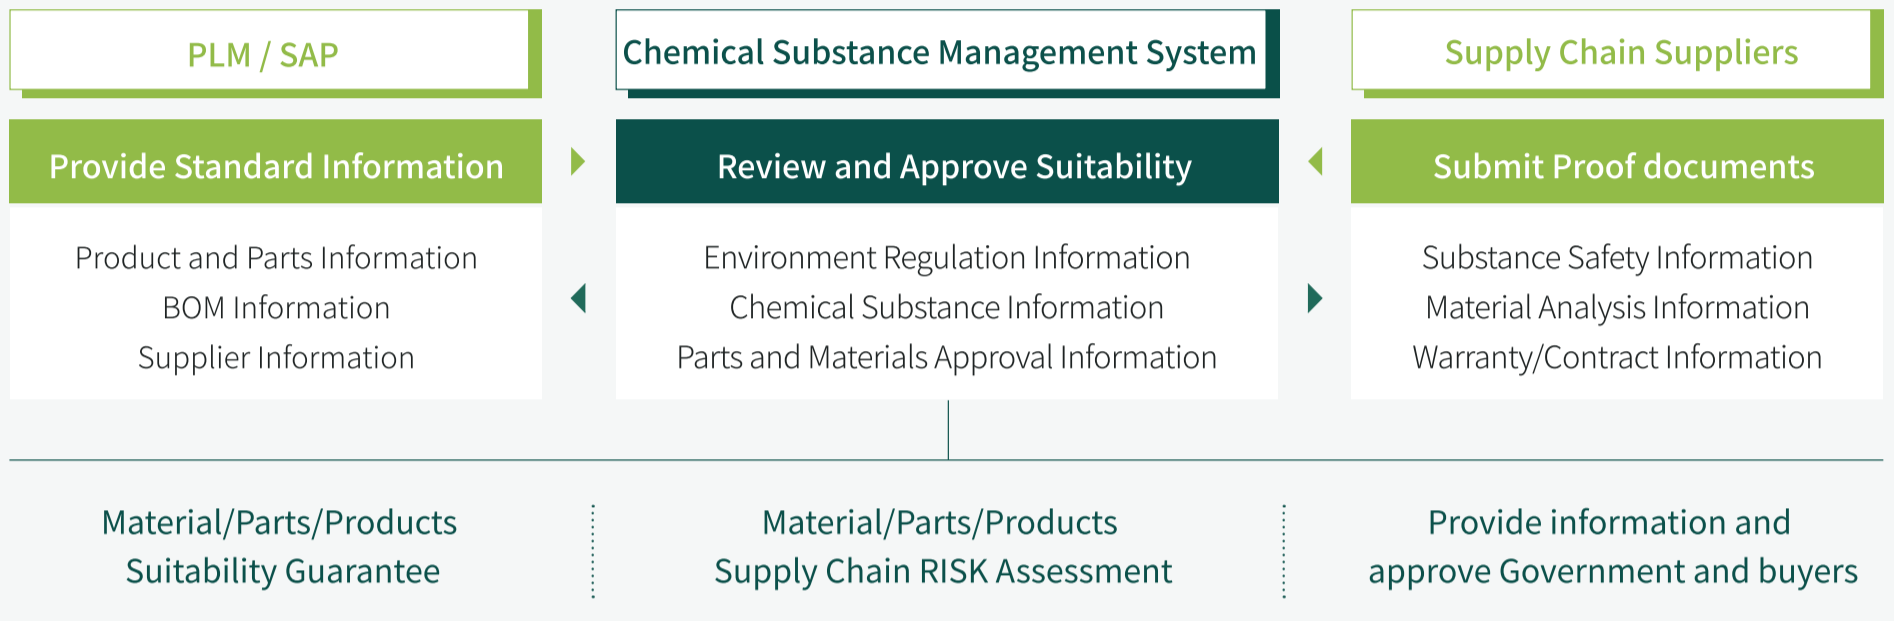 PLM / SAP
Chemical Substance Management System
Supply Chain Suppliers
Provide Standard Information
Review and Approve Suitability
Submit Proof documents
Product and Parts Information
BOM Information
Supplier Information
Environment Regulation Information
Chemical Substance Information
Parts and Materials Approval Information
Substance Safety Information
Material Analysis Information
Warranty/Contract Information
Material/Parts/Products
Suitability Guarantee
Material/Parts/Products
Supply Chain RISK Assessment
Provide information and
approve Government and buyers